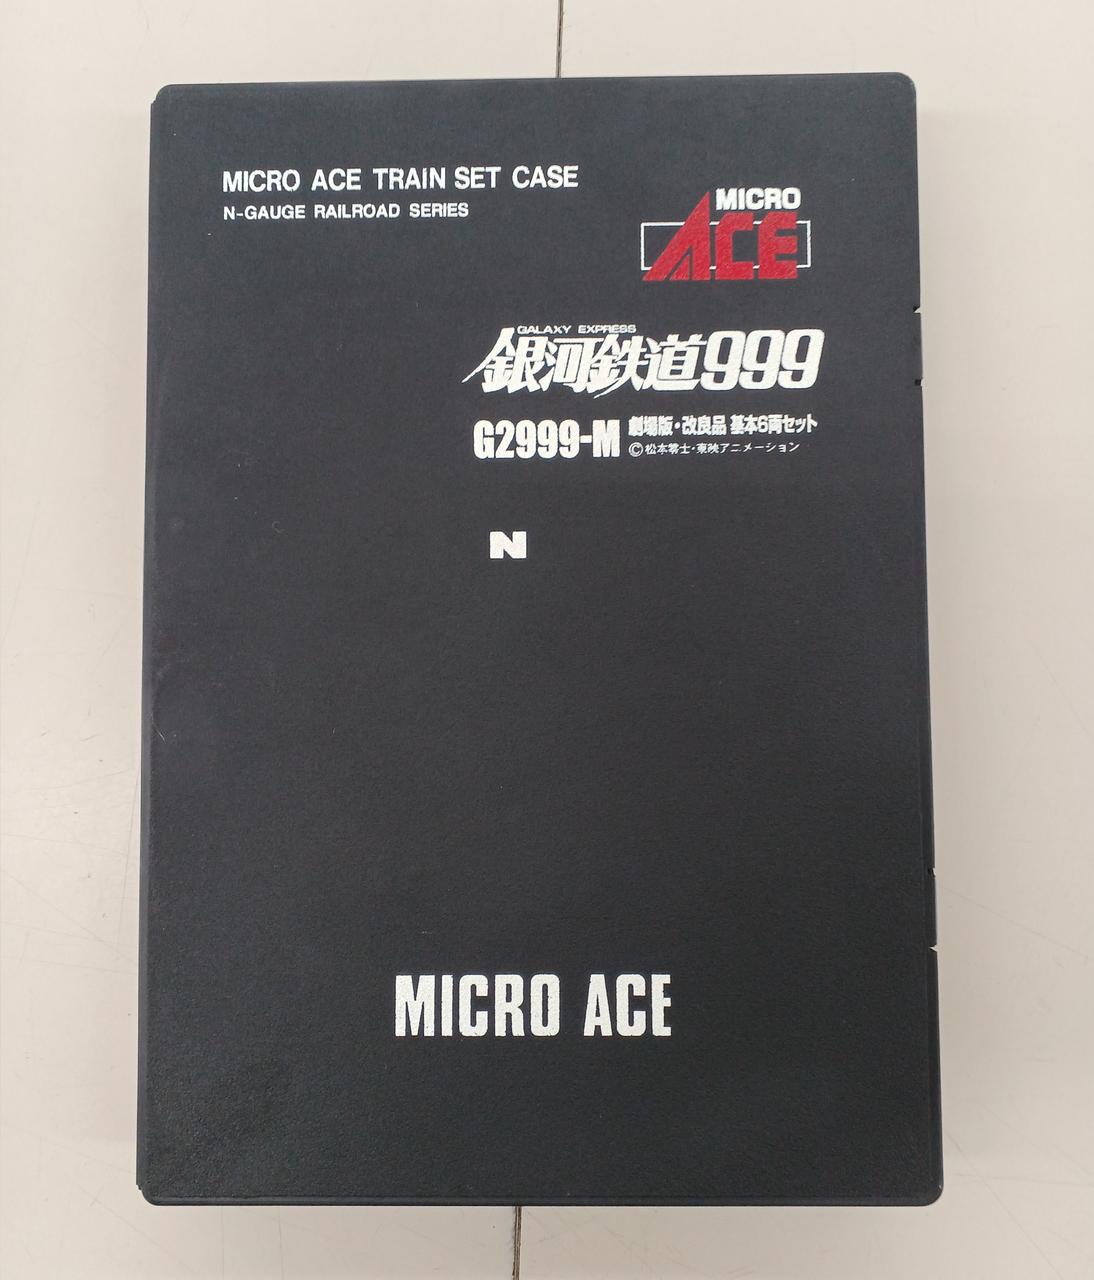 MICRO ACE TRAIN SET CASE
N-GAUGE RAILROAD SERIES
MICRO
ACE
GALAXY EXPRESS
銀河鉄道999
G2999-M 劇場版・改良品 基本6両セット
©松本零士・東映アニメーション
N
MICRO ACE